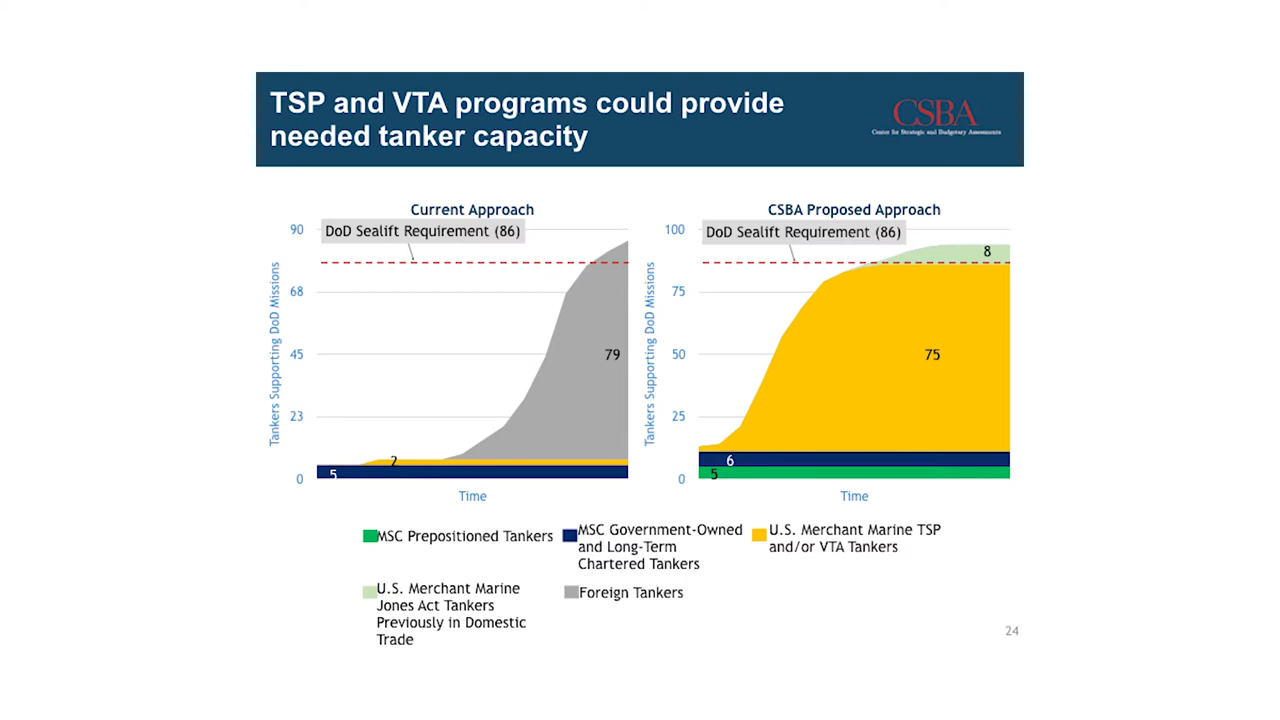 TSP and VTA programs could provide
needed tanker capacity
CSBA
Center for Strategic and Budgetary Assessments
Current Approach
DoD Sealift Requirement (86)
90
68
45
23
0
Tankers Supporting DoD Missions
79
2
5
Time
CSBA Proposed Approach
DoD Sealift Requirement (86)
100
75
50
25
0
Tankers Supporting DoD Missions
8
75
6
5
Time
MSC Prepositioned Tankers
MSC Government-Owned
and Long-Term
Chartered Tankers
U.S. Merchant Marine TSP
and/or VTA Tankers
U.S. Merchant Marine
Jones Act Tankers
Previously in Domestic
Trade
Foreign Tankers
24